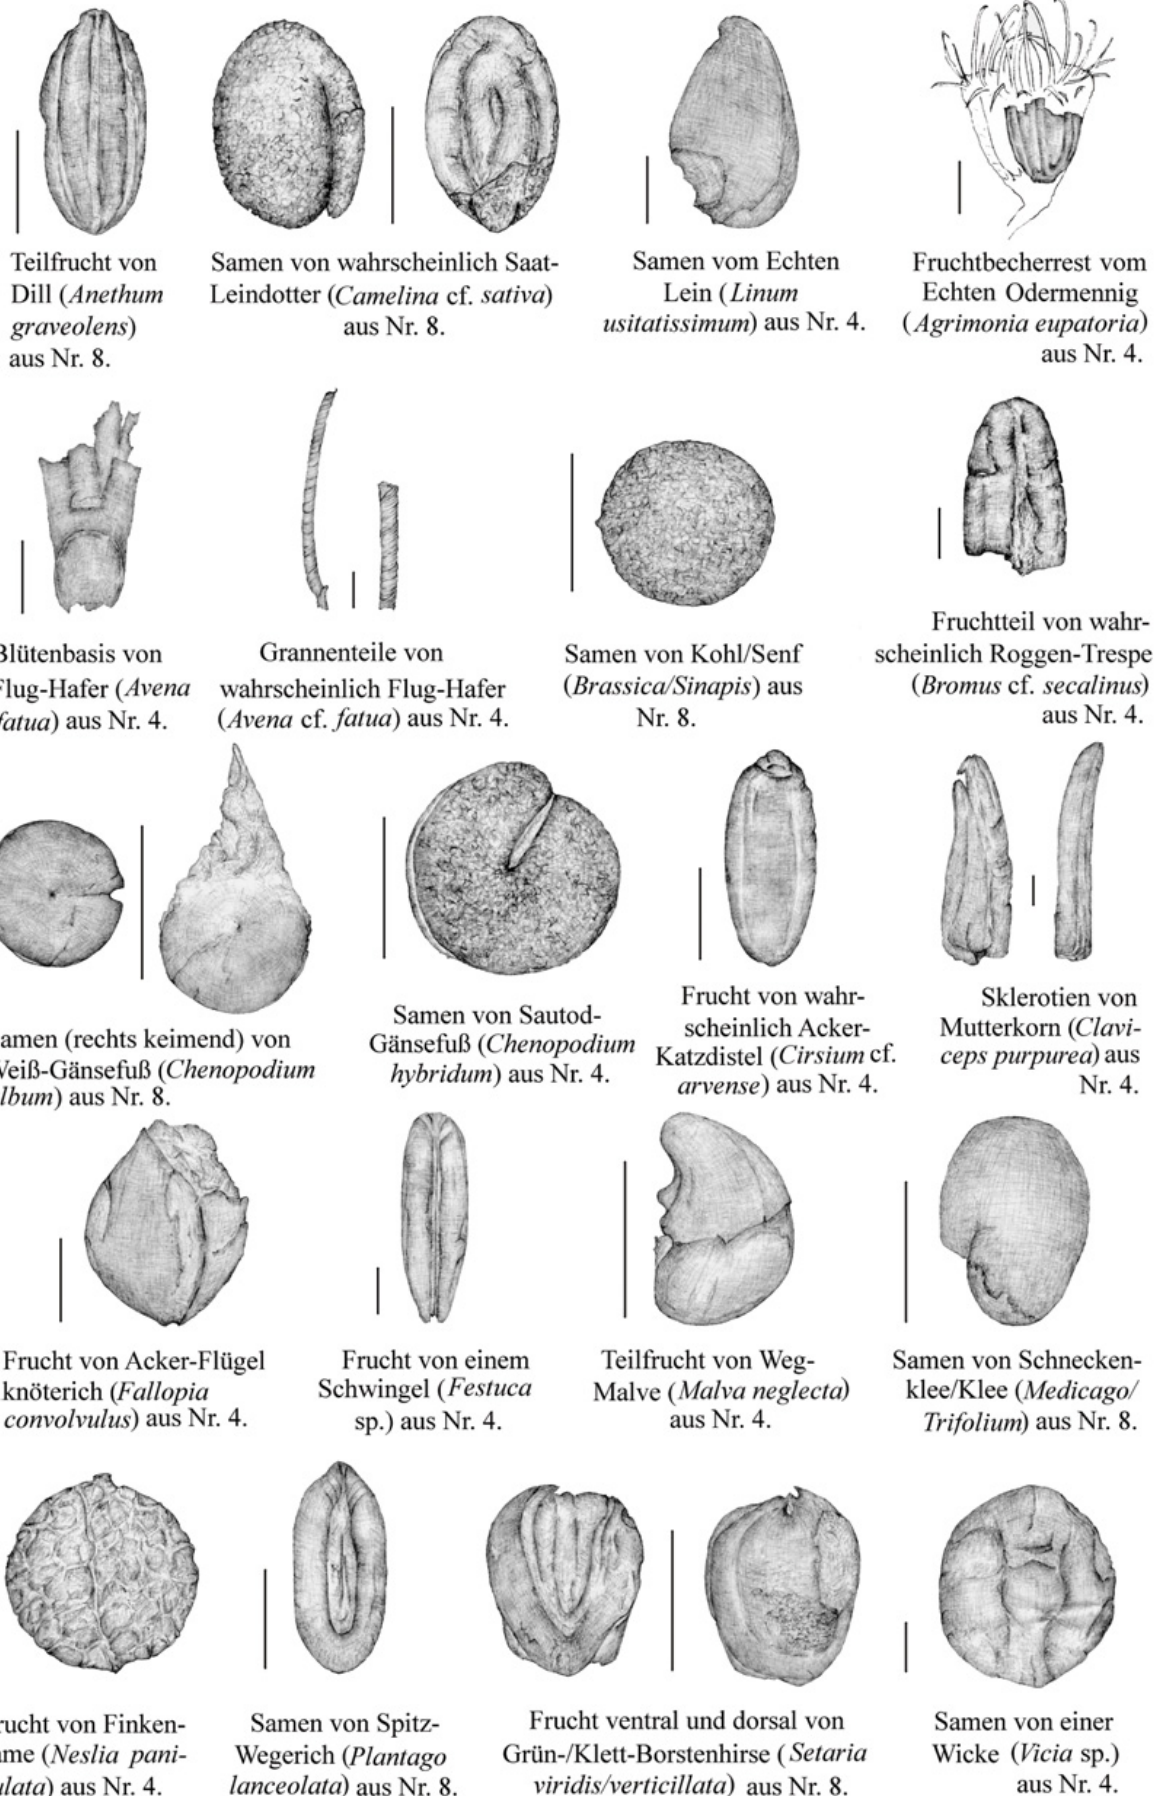 Teilfrucht von
Dill (Anethum
graveolens)
aus Nr. 8.
Samen von wahrscheinlich Saat-
Leindotter (Camelina cf. sativa)
aus Nr. 8.
Samen vom Echten
Lein (Linum
usitatissimum) aus Nr. 4.
Fruchtbecherrest vom
Echten Odermennig
(Agrimonia eupatoria)
aus Nr. 4.
Blütenbasis von
Flug-Hafer (Avena
fatua) aus Nr. 4.
Grannenteile von
wahrscheinlich Flug-Hafer
(Avena cf. fatua) aus Nr. 4.
Samen von Kohl/Senf
(Brassica/Sinapis) aus
Nr. 8.
Fruchtteil von wahr-
scheinlich Roggen-Trespe
(Bromus cf. secalinus)
aus Nr. 4.
amen (rechts keimend) von
Weiß-Gänsefuß (Chenopodium
lbum) aus Nr. 8.
Samen von Sautod-
Gänsefuß (Chenopodium
hybridum) aus Nr. 4.
Frucht von wahr-
scheinlich Acker-
Katzdistel (Cirsium cf.
arvense) aus Nr. 4.
Sklerotien von
Mutterkorn (Clavi-
ceps purpurea) aus
Nr. 4.
Frucht von Acker-Flügel
knöterich (Fallopia
convolvulus) aus Nr. 4.
Frucht von einem
Schwingel (Festuca
sp.) aus Nr. 4.
Teilfrucht von Weg-
Malve (Malva neglecta)
aus Nr. 4.
Samen von Schnecken-
klee/Klee (Medicago/
Trifolium) aus Nr. 8.
rucht von Finken-
ame (Neslia pani-
ulata) aus Nr. 4.
Samen von Spitz-
Wegerich (Plantago
lanceolata) aus Nr. 8.
Frucht ventral und dorsal von
Grün-/Klett-Borstenhirse (Setaria
viridis/verticillata) aus Nr. 8.
Samen von einer
Wicke (Vicia sp.)
aus Nr. 4.